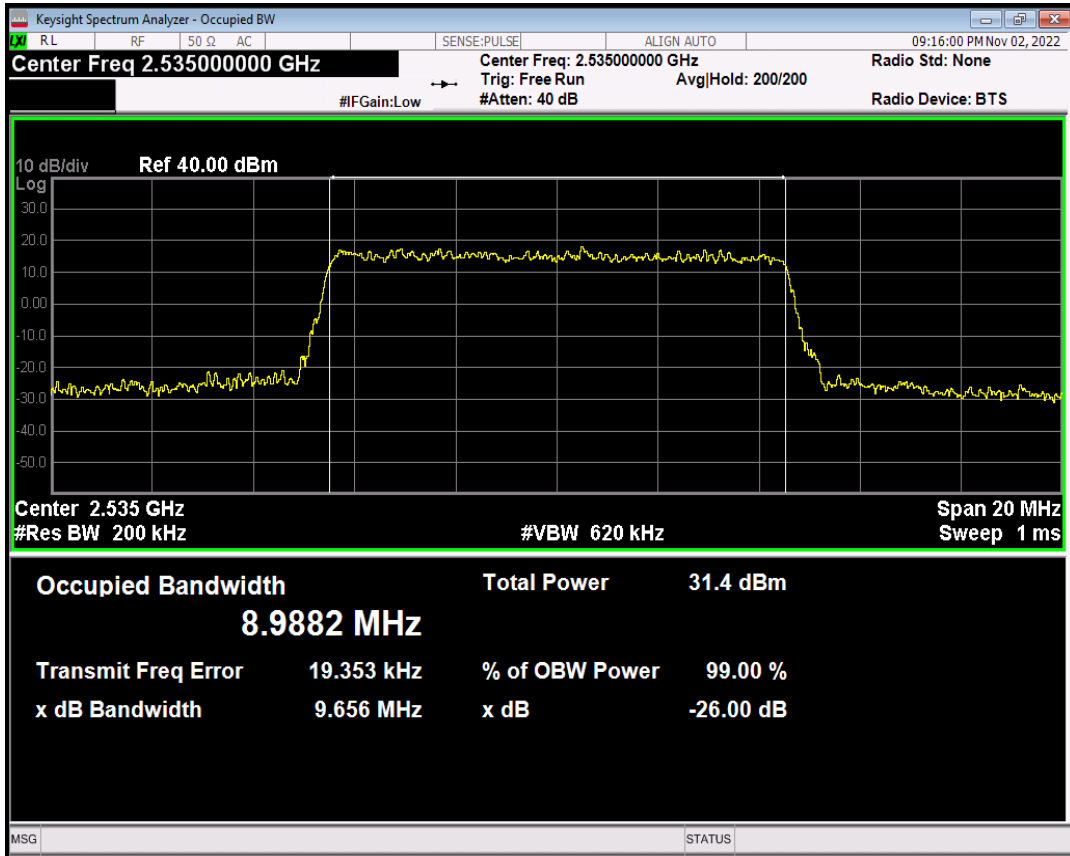 Keysight Spectrum Analyzer - Occupied BW
LXI RL RF 50 Ω AC SENSE:PULSE ALIGN AUTO 09:16:00 PM Nov 02, 2022
Center Freq 2.535000000 GHz Center Freq: 2.535000000 GHz Radio Std: None
Trig: Free Run Avg|Hold: 200/200
#IFGain:Low #Atten: 40 dB Radio Device: BTS
10 dB/div Ref 40.00 dBm
Log
30.0
20.0
10.0
0.00
-10.0
-20.0
-30.0
-40.0
-50.0
Center 2.535 GHz Span 20 MHz
#Res BW 200 kHz #VBW 620 kHz Sweep 1 ms
Occupied Bandwidth Total Power 31.4 dBm
8.9882 MHz
Transmit Freq Error 19.353 kHz % of OBW Power 99.00 %
x dB Bandwidth 9.656 MHz x dB -26.00 dB
MSG STATUS